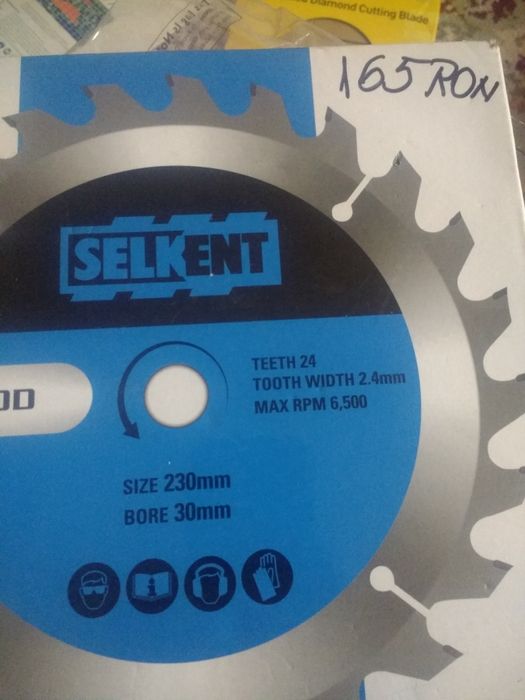 Diamond Cutting Blade
165 RON
SELKENT
TEETH 24
TOOTH WIDTH 2.4mm
MAX RPM 6,500
OD
SIZE 230mm
BORE 30mm